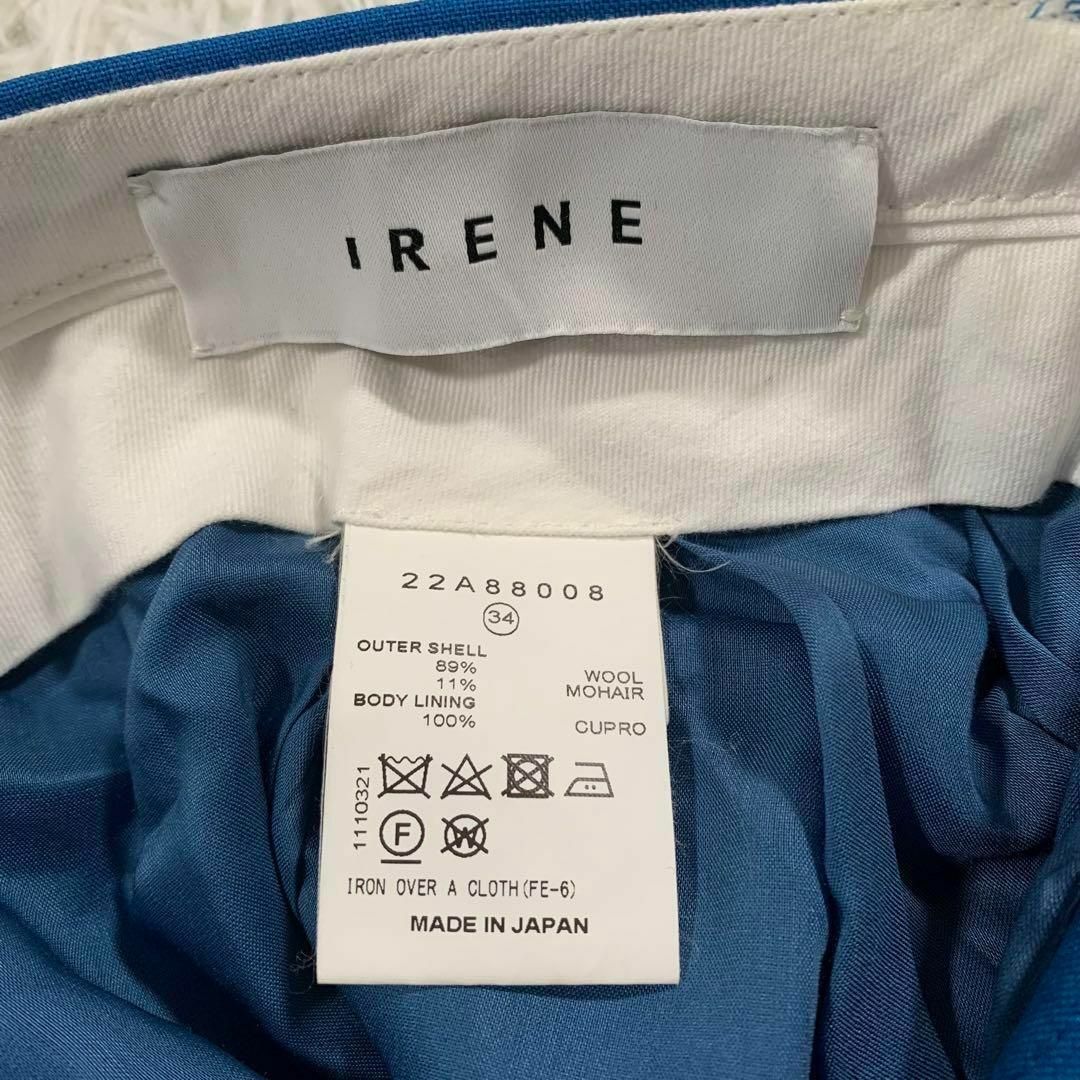 IRENE
22A88008
34
OUTER SHELL
89% WOOL
11% MOHAIR
BODY LINING
100% CUPRO
1110321
F W
IRON OVER A CLOTH(FE-6)
MADE IN JAPAN